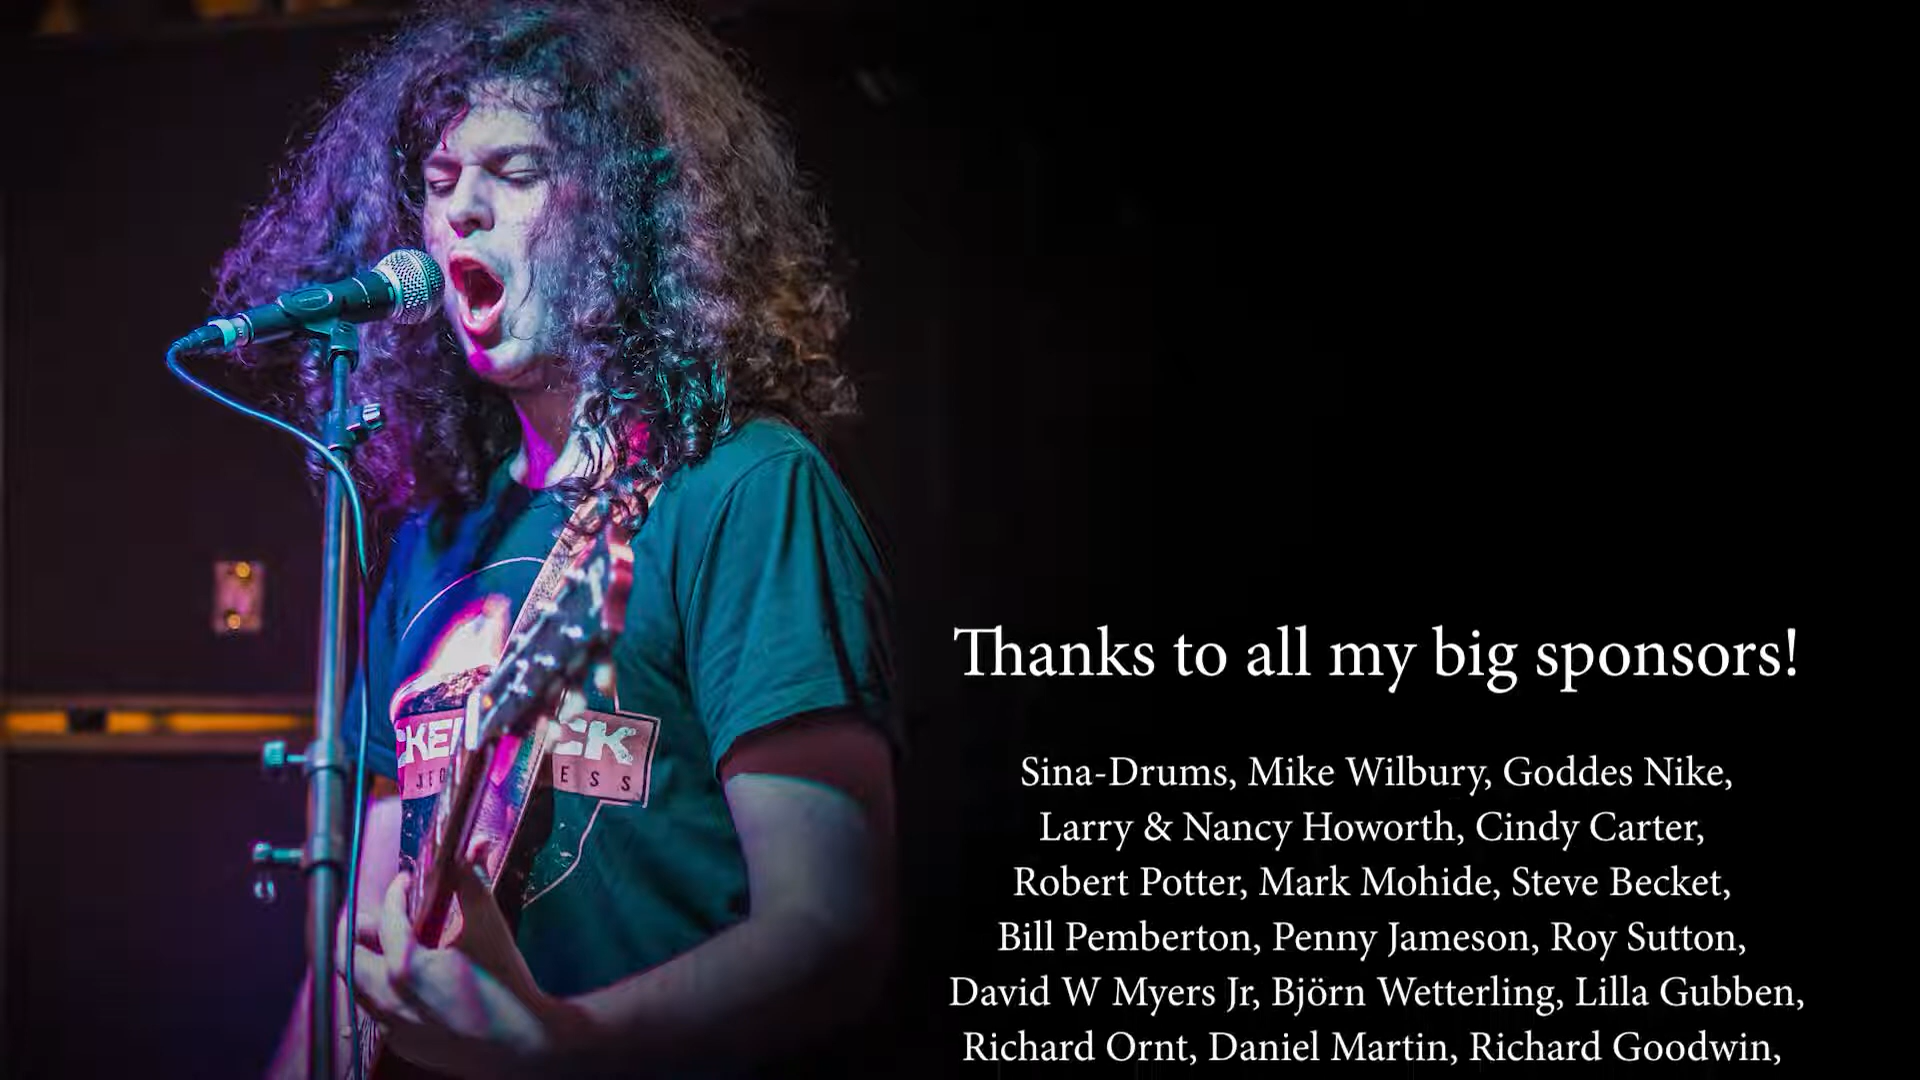 Thanks to all my big sponsors!
Sina-Drums, Mike Wilbury, Goddes Nike,
Larry & Nancy Howorth, Cindy Carter,
Robert Potter, Mark Mohide, Steve Becket,
Bill Pemberton, Penny Jameson, Roy Sutton,
David W Myers Jr, Björn Wetterling, Lilla Gubben,
Richard Ornt, Daniel Martin, Richard Goodwin,